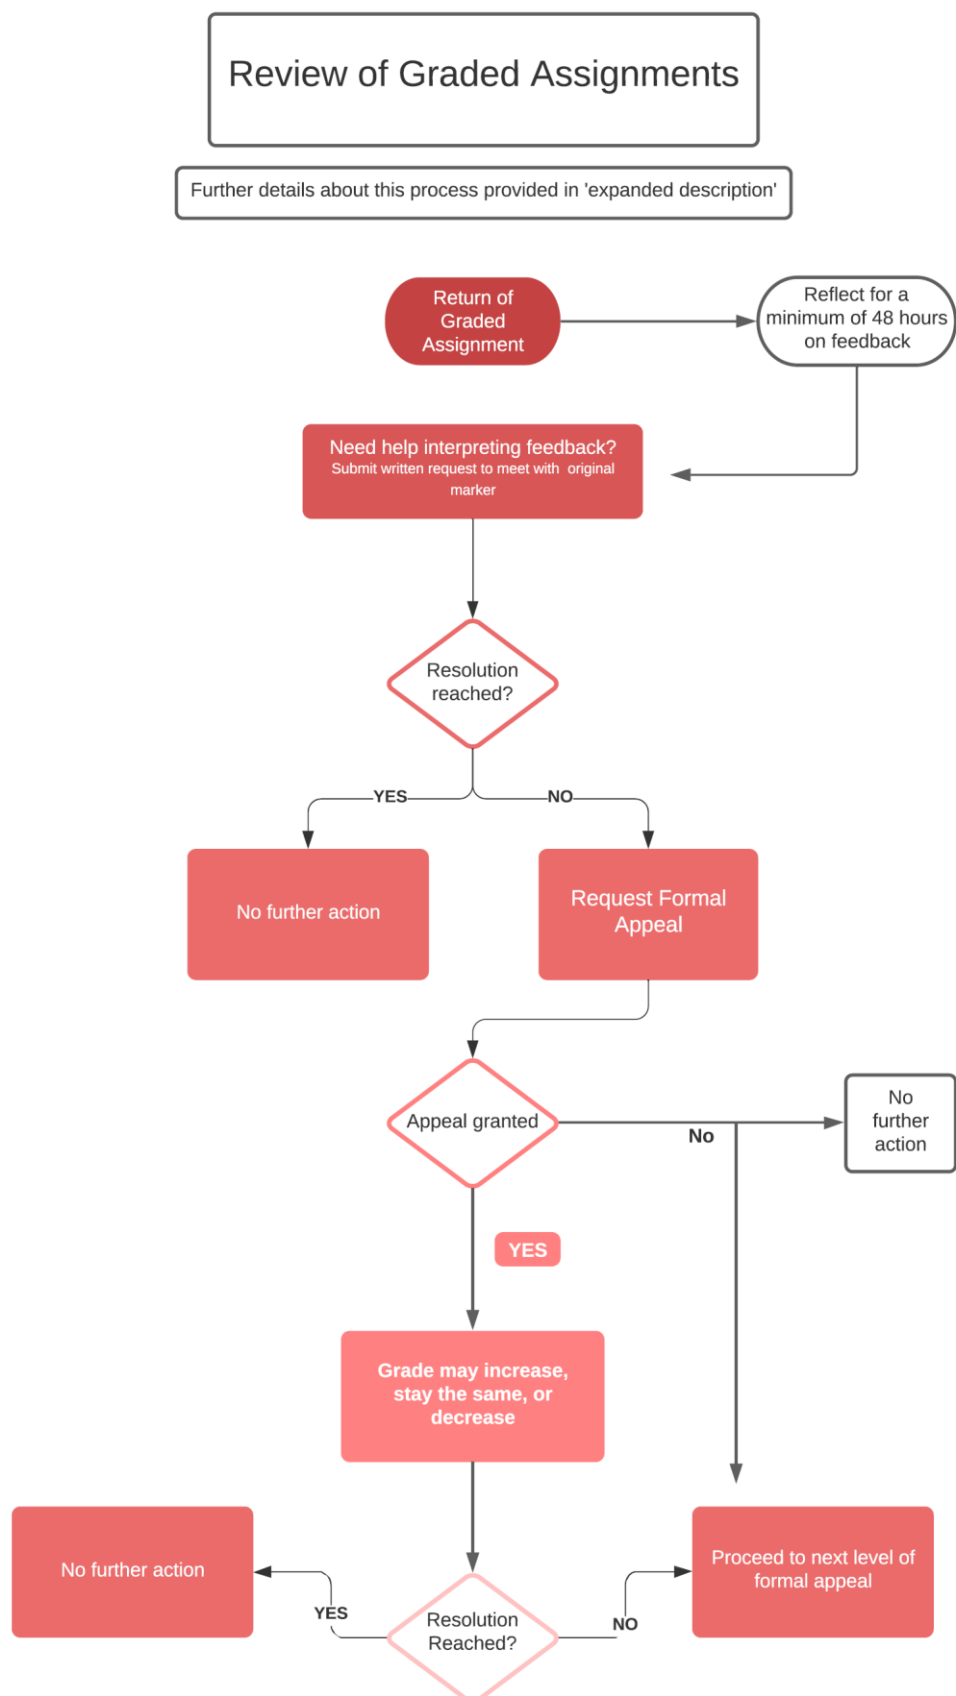 Review of Graded Assignments
Further details about this process provided in 'expanded description'
Return of
Graded
Assignment
Reflect for a
minimum of 48 hours
on feedback
Need help interpreting feedback?
Submit written request to meet with original
marker
Resolution
reached?
YES
NO
No further action
Request Formal
Appeal
Appeal granted
No
No
further
action
YES
Grade may increase,
stay the same, or
decrease
No further action
Proceed to next level of
formal appeal
YES
Resolution
Reached?
NO